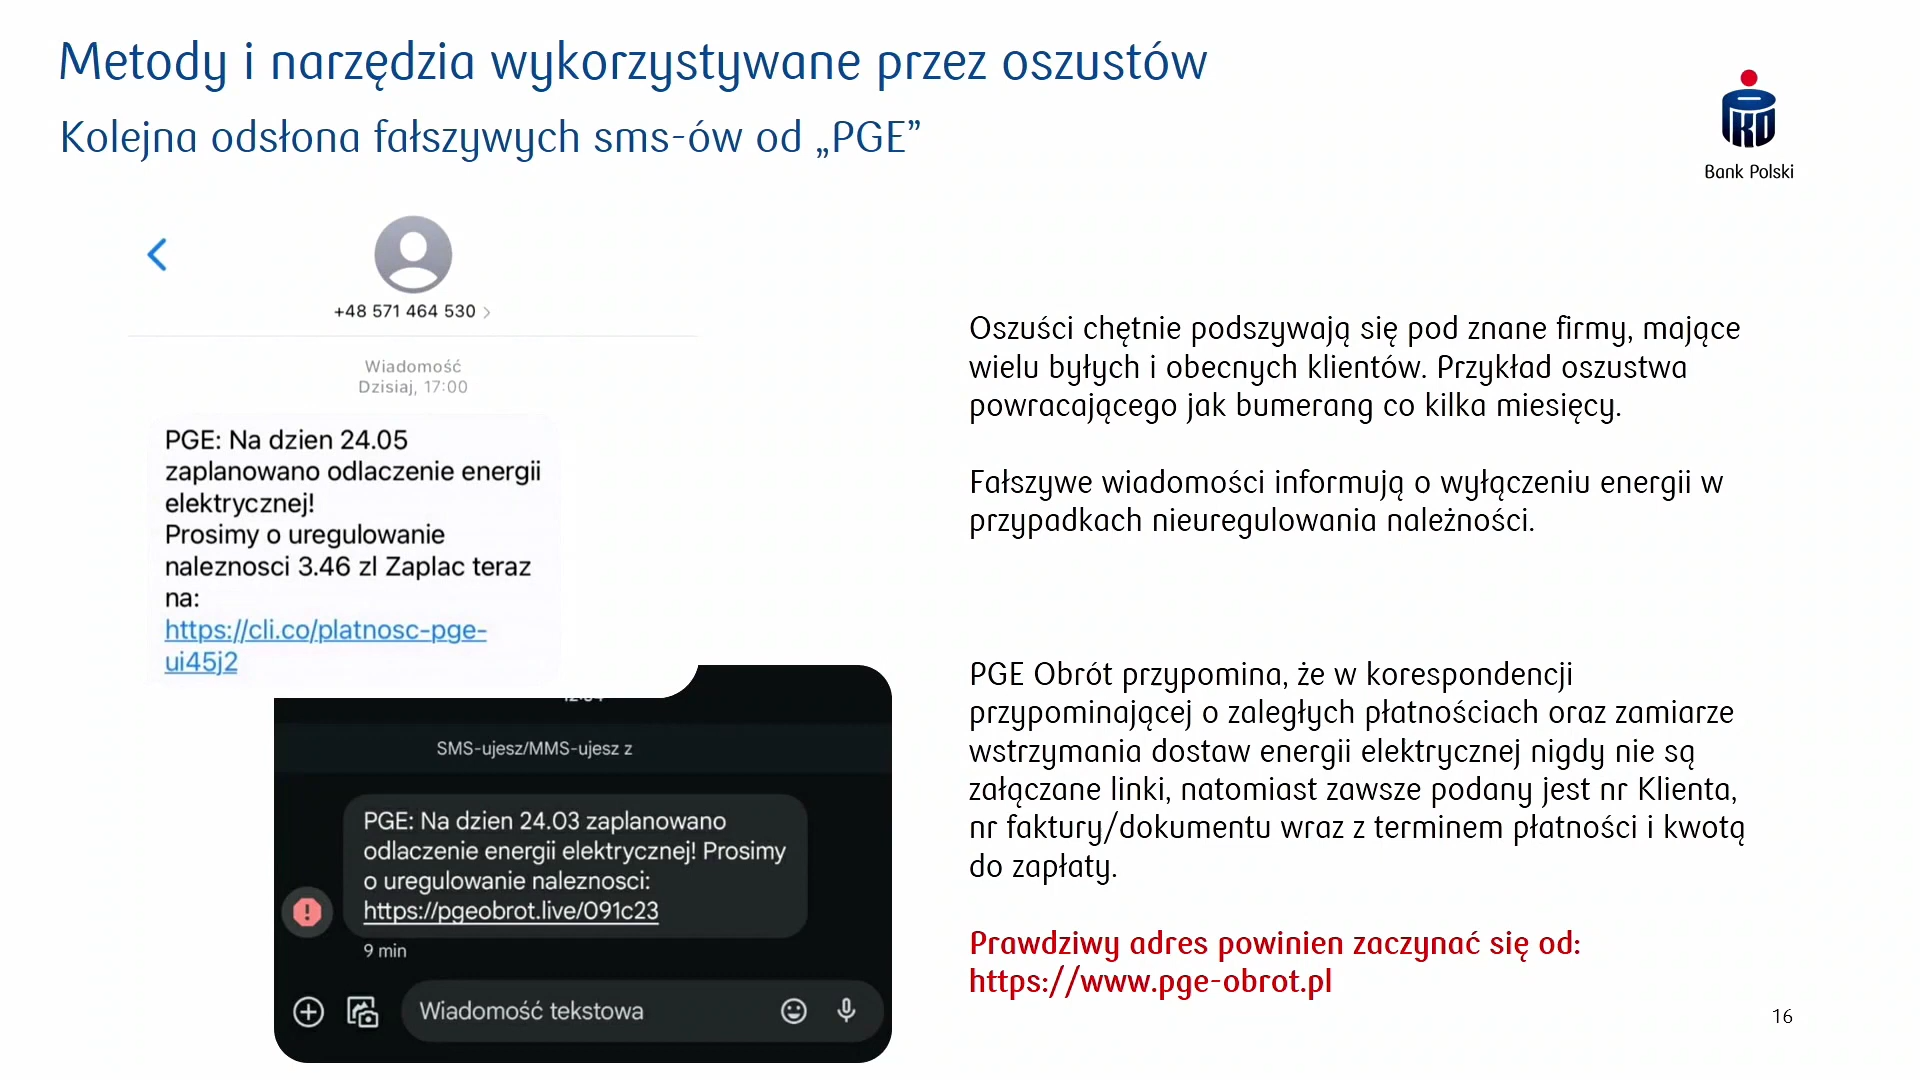 Metody i narzędzia wykorzystywane przez oszustów
Kolejna odsłona fałszywych sms-ów od „PGE”
PKO
Bank Polski
+48 571 464 530
Wiadomość
Dzisiaj, 17:00
PGE: Na dzien 24.05
zaplanowano odlaczenie energii
elektrycznej!
Prosimy o uregulowanie
naleznosci 3.46 zl Zaplac teraz
na:
https://cli.co/platnosc-pge-
ui45j2
SMS-ujesz/MMS-ujesz z
PGE: Na dzien 24.03 zaplanowano
odlaczenie energii elektrycznej! Prosimy
o uregulowanie naleznosci:
https://pgeobrot.live/091c23
9 min
Wiadomość tekstowa
Oszuści chętnie podszywają się pod znane firmy, mające
wielu byłych i obecnych klientów. Przykład oszustwa
powracającego jak bumerang co kilka miesięcy.
Fałszywe wiadomości informują o wyłączeniu energii w
przypadkach nieuregulowania należności.
PGE Obrót przypomina, że w korespondencji
przypominającej o zaległych płatnościach oraz zamiarze
wstrzymania dostaw energii elektrycznej nigdy nie są
załączane linki, natomiast zawsze podany jest nr Klienta,
nr faktury/dokumentu wraz z terminem płatności i kwotą
do zapłaty.
Prawdziwy adres powinien zaczynać się od:
https://www.pge-obrot.pl
16